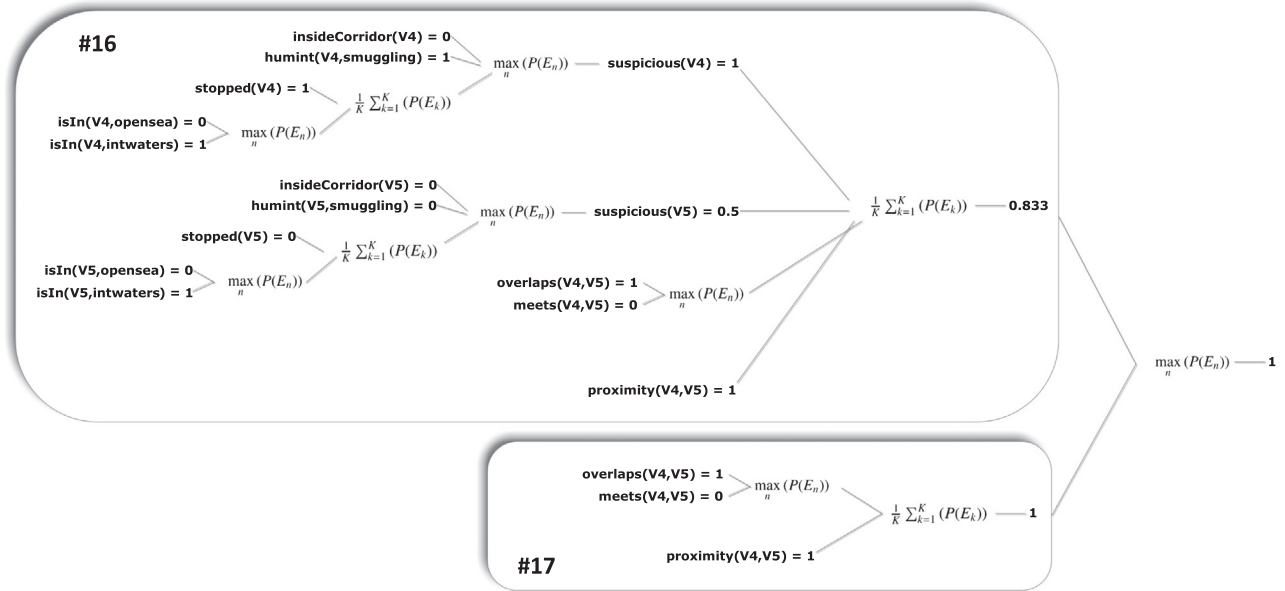 #16
insideCorridor(V4) = 0
humint(V4,smuggling) = 1
max_n (P(E_n))
suspicious(V4) = 1
stopped(V4) = 1
1/K ∑_{k=1}^K (P(E_k))
isIn(V4,opensea) = 0
isIn(V4,intwaters) = 1
max_n (P(E_n))
insideCorridor(V5) = 0
humint(V5,smuggling) = 0
max_n (P(E_n))
suspicious(V5) = 0.5
1/K ∑_{k=1}^K (P(E_k))
0.833
stopped(V5) = 0
1/K ∑_{k=1}^K (P(E_k))
isIn(V5,opensea) = 0
isIn(V5,intwaters) = 1
max_n (P(E_n))
overlaps(V4,V5) = 1
meets(V4,V5) = 0
max_n (P(E_n))
proximity(V4,V5) = 1
max_n (P(E_n))
1
overlaps(V4,V5) = 1
meets(V4,V5) = 0
max_n (P(E_n))
1/K ∑_{k=1}^K (P(E_k))
1
proximity(V4,V5) = 1
#17